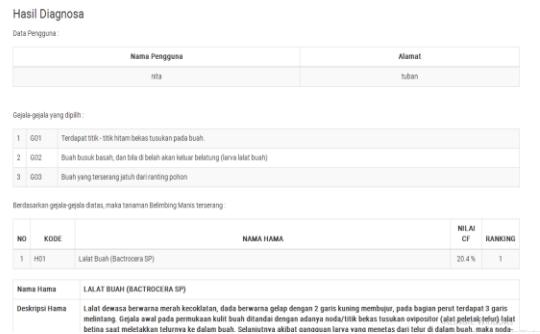 Hasil Diagnosa
Data Pengguna :
Nama Pengguna Alamat
nita tuban
Gejala-gejala yang dipilih :
1 G01 Terdapat titik - titik hitam bekas tusukan pada buah.
2 G02 Buah busuk basah, dan bila di belah akan keluar belatung (larva lalat buah)
3 G03 Buah yang terserang jatuh dari ranting pohon
Berdasarkan gejala-gejala diatas, maka tanaman Belimbing Manis terserang :
NO KODE NAMA HAMA NILAI CF RANKING
1 H01 Lalat Buah (Bactrocera SP) 20.4 % 1
Nama Hama LALAT BUAH (BACTROCERA SP)
Deskripsi Hama Lalat dewasa berwarna merah kecoklatan, dada berwarna gelap dengan 2 garis kuning membujur, pada bagian perut terdapat 3 garis
melintang. Gejala awal pada permukaan kulit buah ditandai dengan adanya noda/titik bekas tusukan ovipositor (alat peletak telur) lalat
betina saat meletakkan telurnya ke dalam buah. Selanjutnya akibat gangguan larva yang menetas dari telur di dalam buah, maka noda-